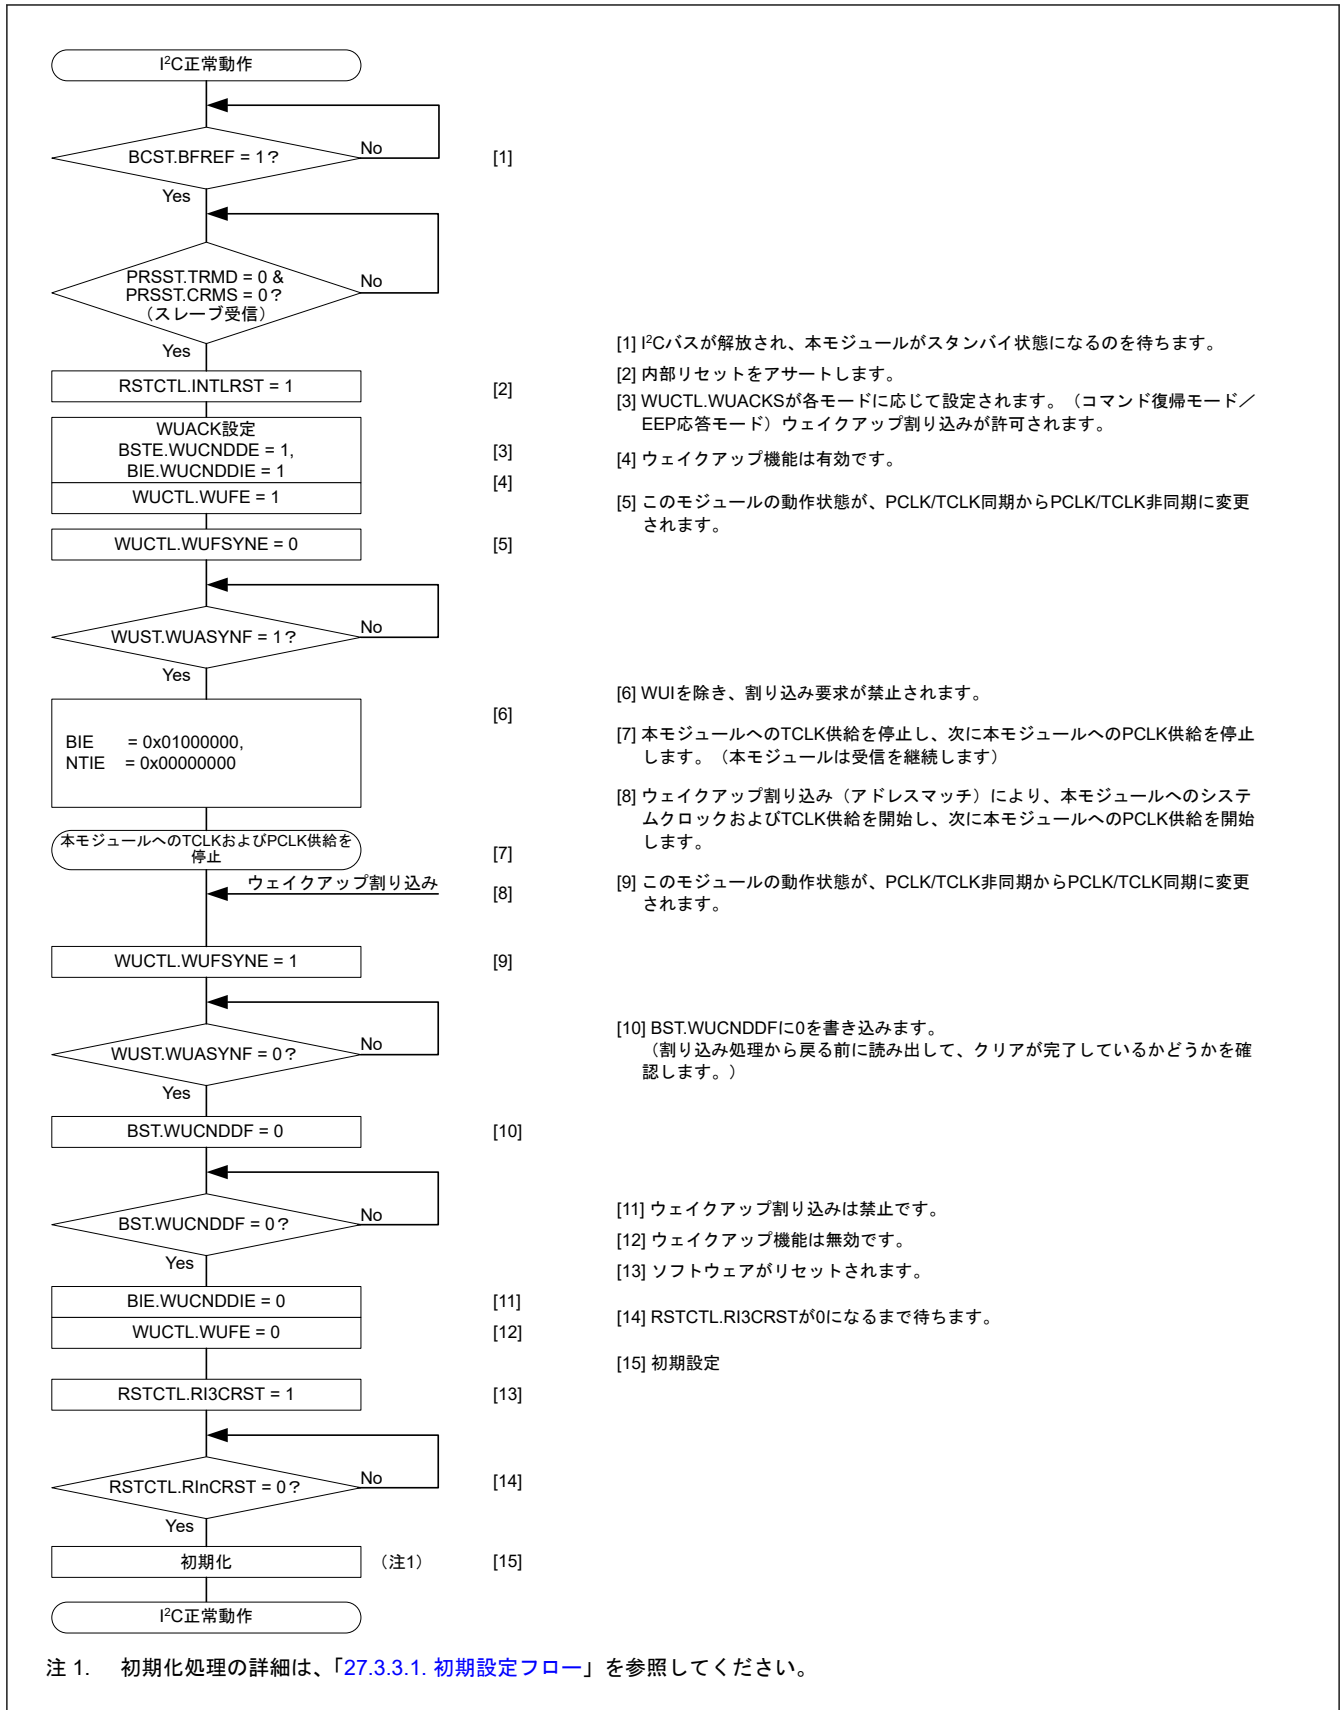 I²C正常動作
BCST.BFREF = 1?
No
[1]
Yes
PRSST.TRMD = 0 &
PRSST.CRMS = 0?
(スレーブ受信)
No
Yes
RSTCTL.INTLRST = 1
[2]
WUACK設定
BSTE.WUCNDDE = 1,
BIE.WUCNDDIE = 1
[3]
WUCTL.WUFE = 1
[4]
WUCTL.WUFSYNE = 0
[5]
WUST.WUASYNF = 1?
No
Yes
BIE = 0x01000000,
NTIE = 0x00000000
[6]
本モジュールへのTCLKおよびPCLK供給を
停止
[7]
ウェイクアップ割り込み
[8]
WUCTL.WUFSYNE = 1
[9]
WUST.WUASYNF = 0?
No
Yes
BST.WUCNDDF = 0
[10]
BST.WUCNDDF = 0?
No
Yes
BIE.WUCNDDIE = 0
[11]
WUCTL.WUFE = 0
[12]
RSTCTL.RI3CRST = 1
[13]
RSTCTL.RInCRST = 0?
No
[14]
Yes
初期化
(注1)
[15]
I²C正常動作
[1] I²Cバスが解放され、本モジュールがスタンバイ状態になるのを待ちます。
[2] 内部リセットをアサートします。
[3] WUCTL.WUACKSが各モードに応じて設定されます。(コマンド復帰モード/
EEP応答モード)ウェイクアップ割り込みが許可されます。
[4] ウェイクアップ機能は有効です。
[5] このモジュールの動作状態が、PCLK/TCLK同期からPCLK/TCLK非同期に変更
されます。
[6] WUIを除き、割り込み要求が禁止されます。
[7] 本モジュールへのTCLK供給を停止し、次に本モジュールへのPCLK供給を停止
します。(本モジュールは受信を継続します)
[8] ウェイクアップ割り込み(アドレスマッチ)により、本モジュールへのシステ
ムクロックおよびTCLK供給を開始し、次に本モジュールへのPCLK供給を開始
します。
[9] このモジュールの動作状態が、PCLK/TCLK非同期からPCLK/TCLK同期に変更
されます。
[10] BST.WUCNDDFに0を書き込みます。
(割り込み処理から戻る前に読み出して、クリアが完了しているかどうかを確
認します。)
[11] ウェイクアップ割り込みは禁止です。
[12] ウェイクアップ機能は無効です。
[13] ソフトウェアがリセットされます。
[14] RSTCTL.RI3CRSTが0になるまで待ちます。
[15] 初期設定
注 1. 初期化処理の詳細は、「27.3.3.1. 初期設定フロー」を参照してください。